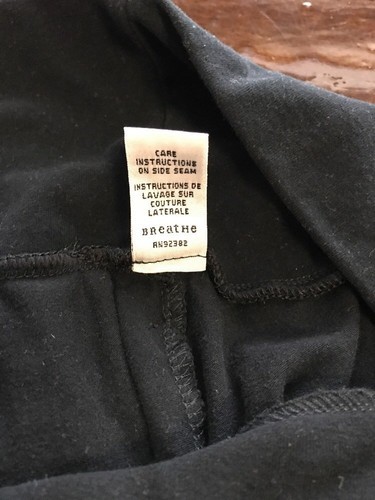 CARE
INSTRUCTIONS
ON SIDE SEAM
INSTRUCTIONS DE
LAVAGE SUR
COUTURE
LATERALE
BReatHe
RN92382